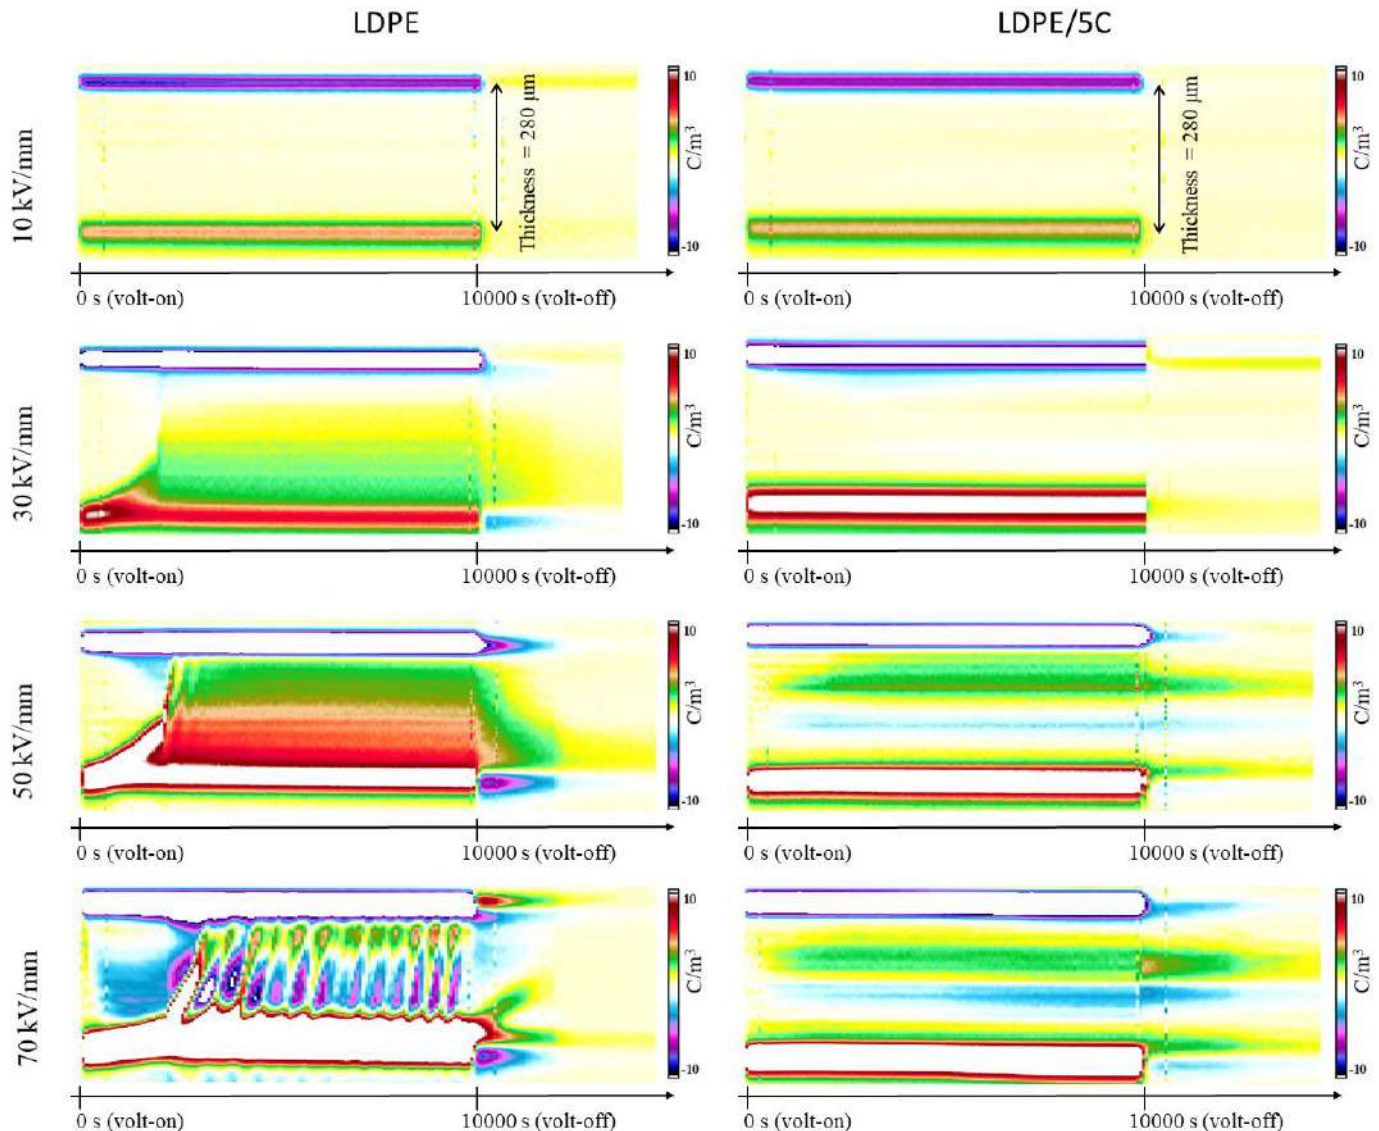 LDPE
LDPE/5C
10 kV/mm
Thickness = 280 μm
10
C/m³
-10
0 s (volt-on)
10000 s (volt-off)
Thickness = 280 μm
10
C/m³
-10
0 s (volt-on)
10000 s (volt-off)
30 kV/mm
10
C/m³
-10
0 s (volt-on)
10000 s (volt-off)
10
C/m³
-10
0 s (volt-on)
10000 s (volt-off)
50 kV/mm
10
C/m³
-10
0 s (volt-on)
10000 s (volt-off)
10
C/m³
-10
0 s (volt-on)
10000 s (volt-off)
70 kV/mm
10
C/m³
-10
0 s (volt-on)
10000 s (volt-off)
10
C/m³
-10
0 s (volt-on)
10000 s (volt-off)